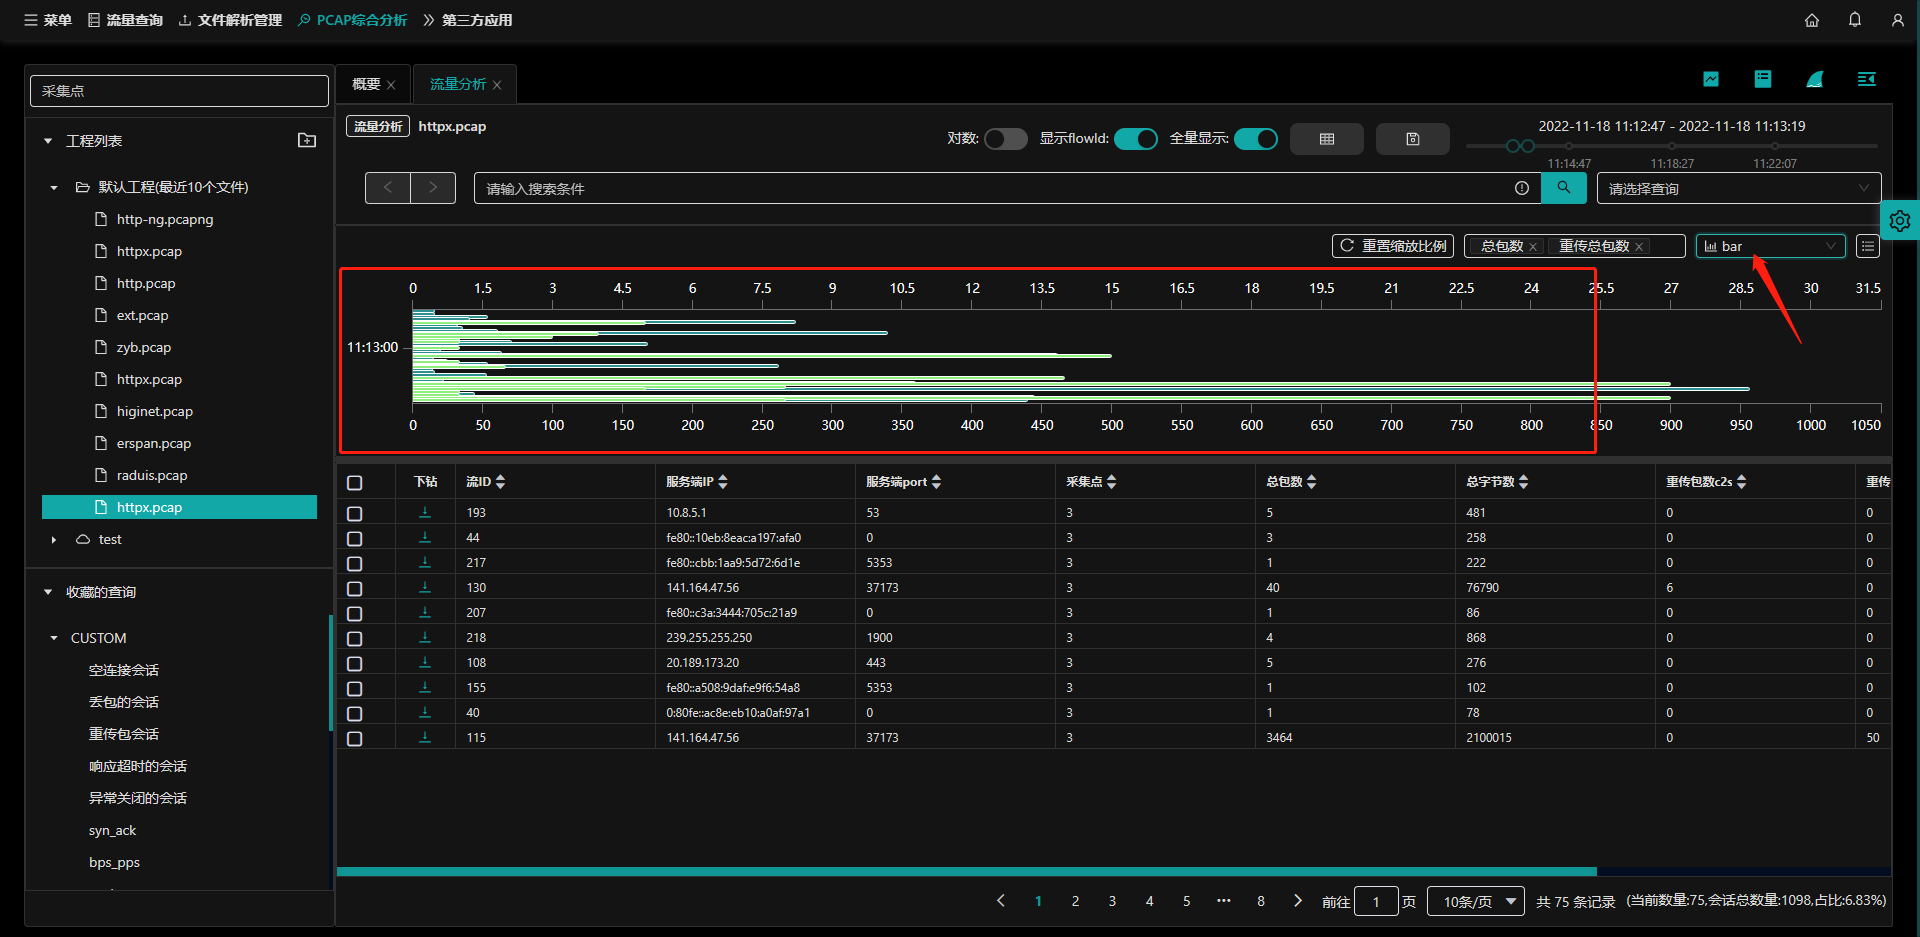 菜单 流量查询 文件解析管理 PCAP综合分析 第三方应用
采集点
工程列表
默认工程(最近10个文件)
http-ng.pcapng
httpx.pcap
http.pcap
ext.pcap
zyb.pcap
httpx.pcap
higinet.pcap
erspan.pcap
raduis.pcap
httpx.pcap
test
收藏的查询
CUSTOM
空连接会话
丢包的会话
重传包会话
响应超时的会话
异常关闭的会话
syn_ack
bps_pps
概要 流量分析
流量分析 httpx.pcap
对数: 显示flowId: 全量显示:
2022-11-18 11:12:47 - 2022-11-18 11:13:19
11:14:47 11:18:27 11:22:07
请输入搜索条件 请选择查询
重置缩放比例 总包数 重传总包数 bar
0 1.5 3 4.5 6 7.5 9 10.5 12 13.5 15 16.5 18 19.5 21 22.5 24 25.5 27 28.5 30 31.5
11:13:00
0 50 100 150 200 250 300 350 400 450 500 550 600 650 700 750 800 850 900 950 1000 1050
下钻 流ID 服务端IP 服务端port 采集点 总包数 总字节数 重传包数c2s 重传
193 10.8.5.1 53 3 5 481 0 0
44 fe80::10eb:8eac:a197:afa0 0 3 3 258 0 0
217 fe80::cbb:1aa9:5d72:6d1e 5353 3 1 222 0 0
130 141.164.47.56 37173 3 40 76790 6 0
207 fe80::c3a:3444:705c:21a9 0 3 1 86 0 0
218 239.255.255.250 1900 3 4 868 0 0
108 20.189.173.20 443 3 5 276 0 0
155 fe80::a508:9daf:e9f6:54a8 5353 3 1 102 0 0
40 0:80fe::ac8e:eb10:a0af:97a1 0 3 1 78 0 0
115 141.164.47.56 37173 3 3464 2100015 0 50
1 2 3 4 5 ••• 8 前往 1 页 10条/页 共 75 条记录 (当前数量:75,会话总数量:1098,占比:6.83%)